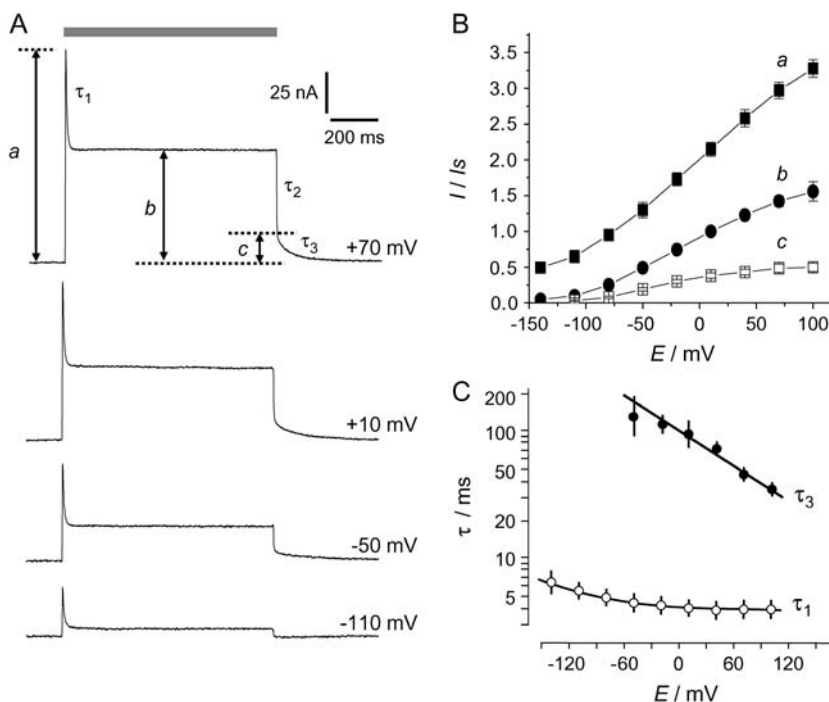 A
a
τ1
b
τ2
c
τ3
25 nA
200 ms
+70 mV
+10 mV
-50 mV
-110 mV
B
I / Is
3.5
3.0
2.5
2.0
1.5
1.0
0.5
0.0
a
b
c
-150 -100 -50 0 50 100
E / mV
C
τ / ms
200
100
50
20
10
5
τ3
τ1
-120 -60 0 60 120
E / mV